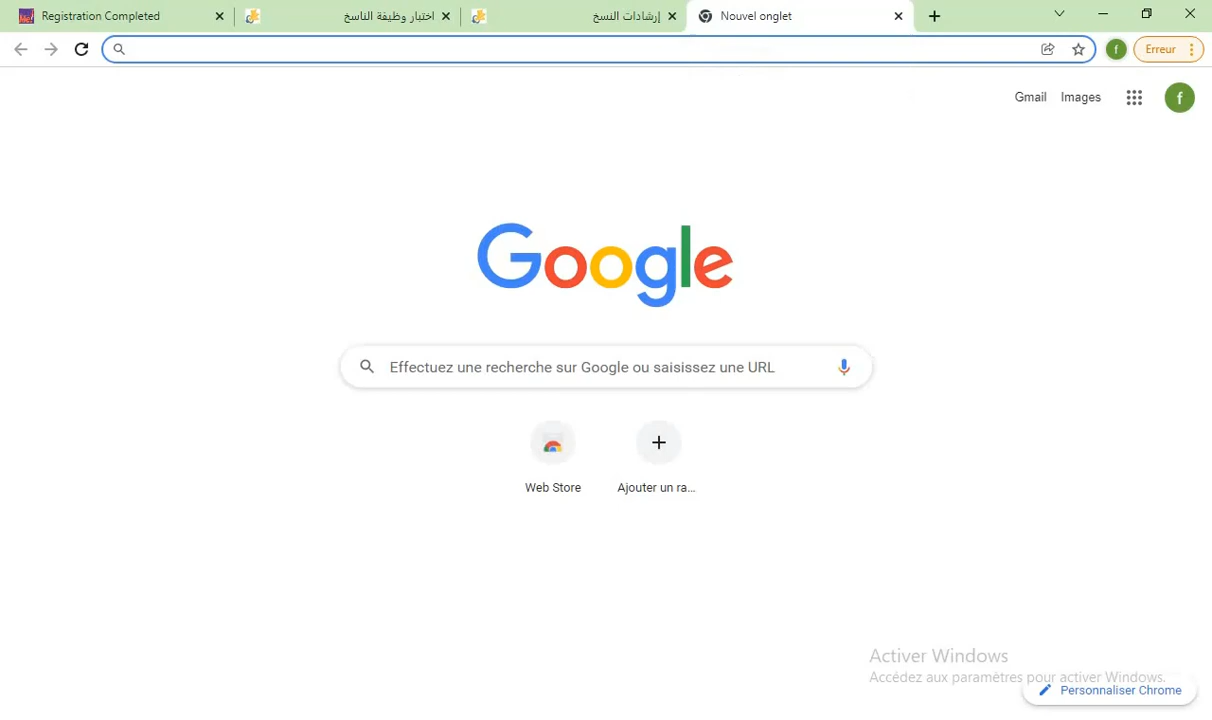 Registration Completed
اختبار وظيفة الناسخ
إرشادات النسخ
Nouvel onglet
f
Erreur
Gmail
Images
f
Google
Effectuez une recherche sur Google ou saisissez une URL
Web Store
Ajouter un ra...
Activer Windows
Accédez aux paramètres pour activer Windows.
Personnaliser Chrome